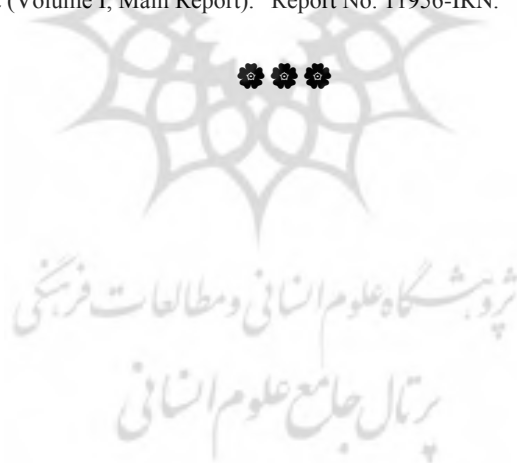 (Volume I, Main Report). Report No. 11956-IRN.
پژوهشگاه علوم انسانی و مطالعات فرهنگی
پرتال جامع علوم انسانی